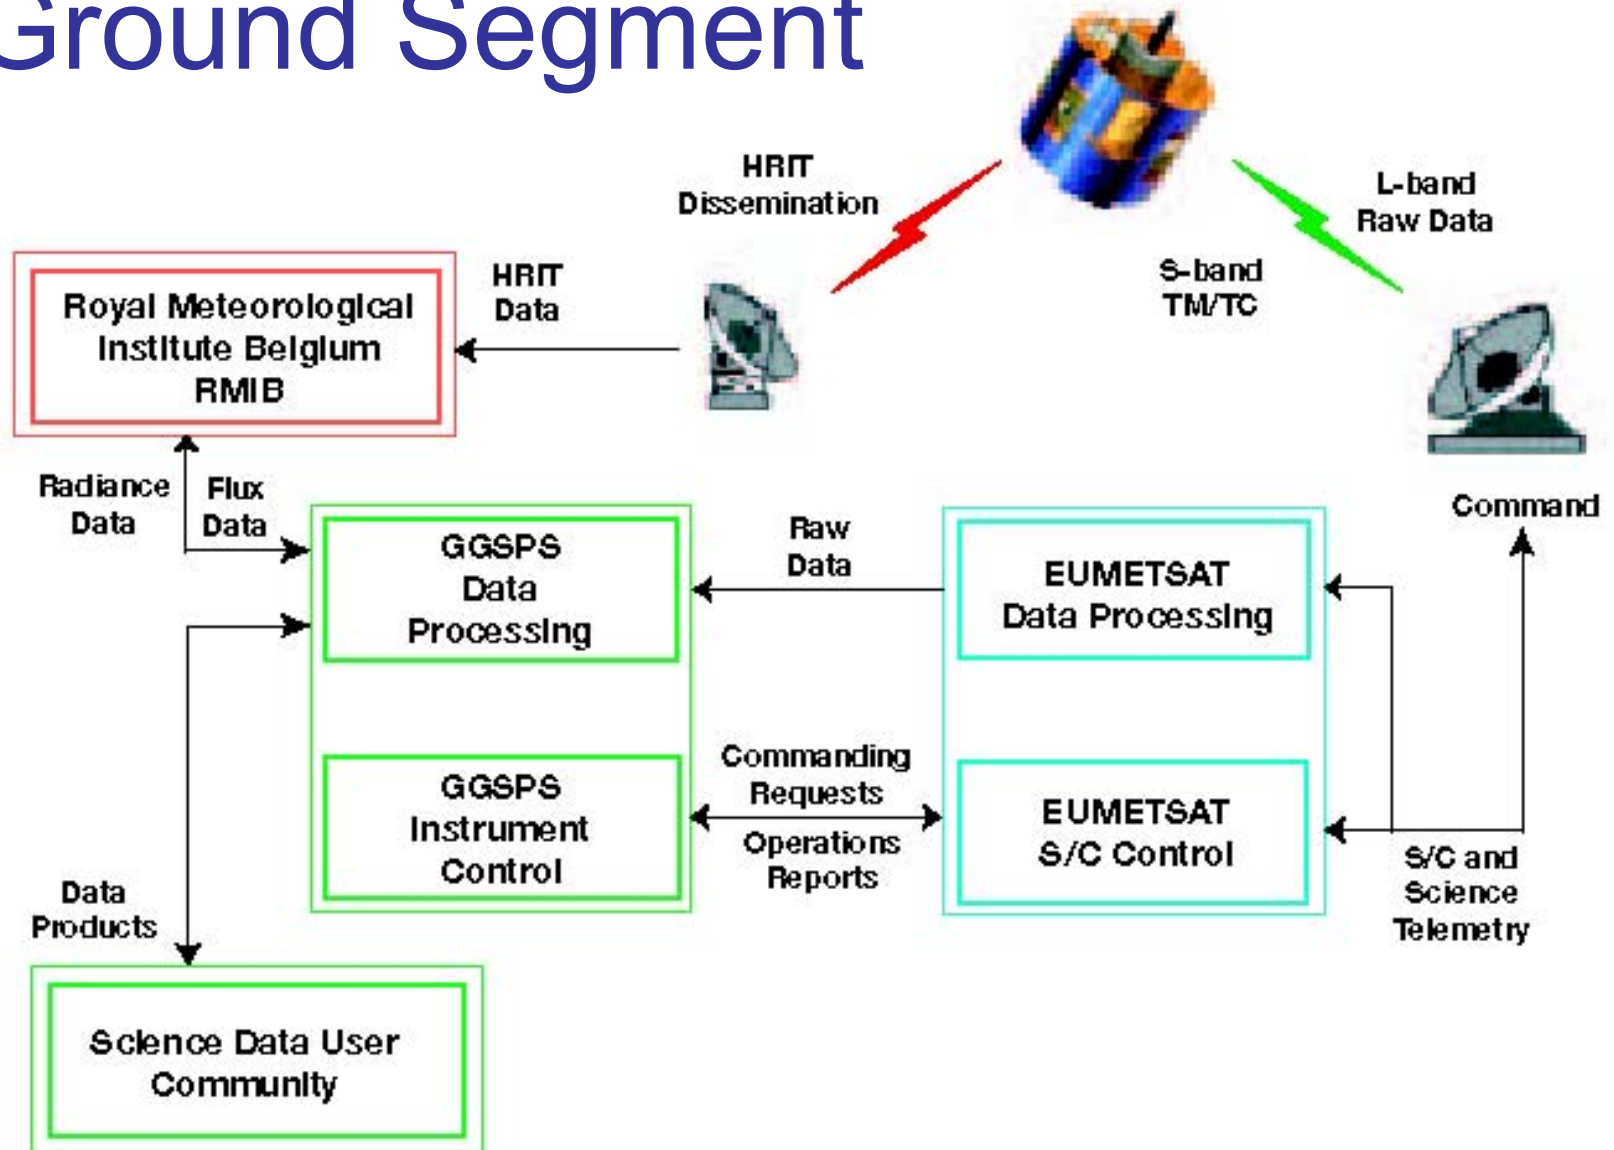 Ground Segment
HRIT
Dissemination
L-band
Raw Data
S-band
TM/TC
HRIT
Data
Royal Meteorological
Institute Belgium
RMIB
Radiance
Data
Flux
Data
Command
GGSPS
Data
Processing
Raw
Data
EUMETSAT
Data Processing
GGSPS
Instrument
Control
Commanding
Requests
Operations
Reports
EUMETSAT
S/C Control
S/C and
Science
Telemetry
Data
Products
Science Data User
Community